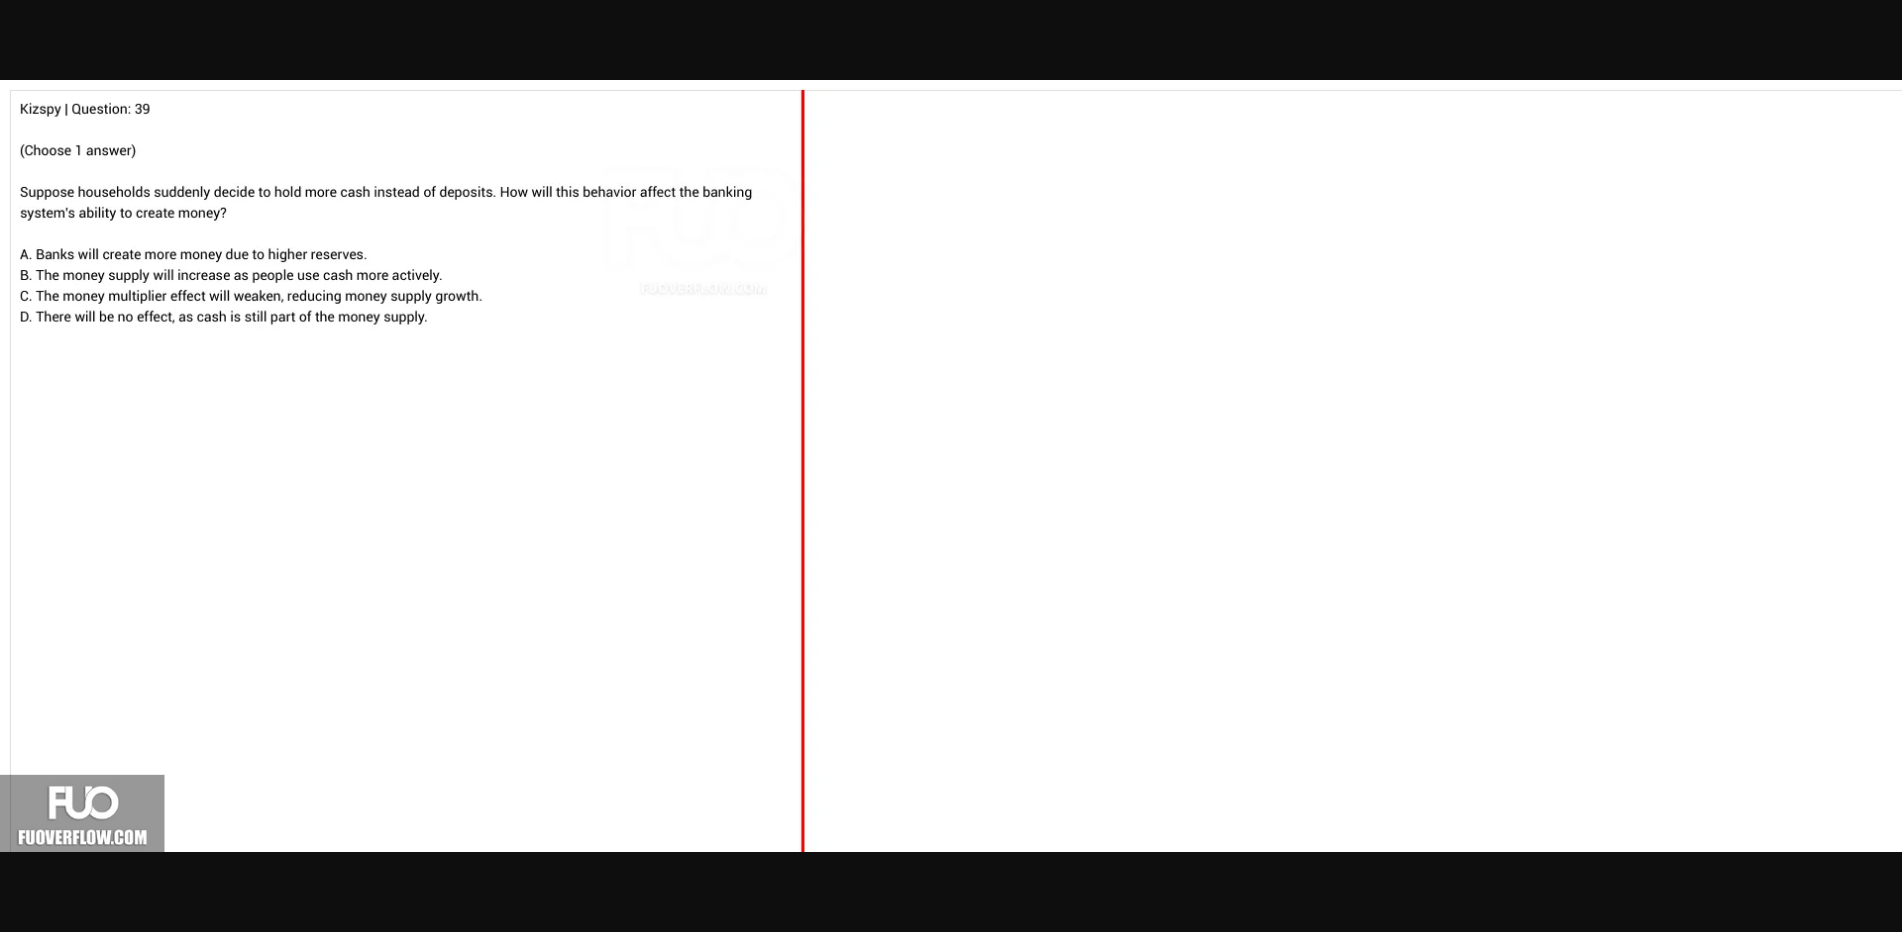 Kizspy | Question: 39
(Choose 1 answer)
Suppose households suddenly decide to hold more cash instead of deposits. How will this behavior affect the banking
system's ability to create money?
A. Banks will create more money due to higher reserves.
B. The money supply will increase as people use cash more actively.
C. The money multiplier effect will weaken, reducing money supply growth.
D. There will be no effect, as cash is still part of the money supply.
FUO
FUOVERFLOW.COM
FUO
FUOVERFLOW.COM